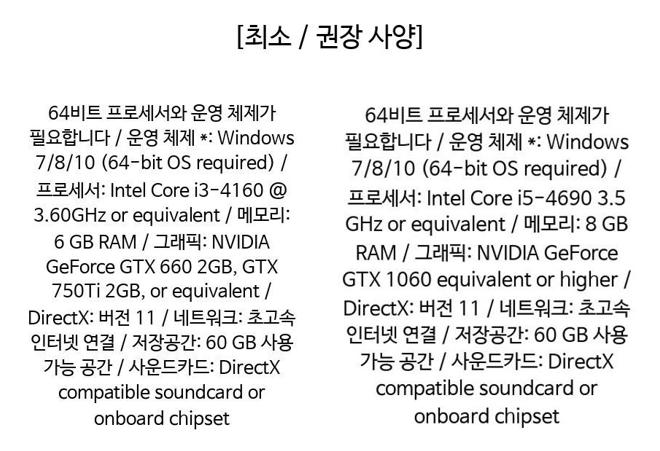 [최소 / 권장 사양]
64비트 프로세서와 운영 체제가
필요합니다 / 운영 체제 *: Windows
7/8/10 (64-bit OS required) /
프로세서: Intel Core i3-4160 @
3.60GHz or equivalent / 메모리:
6 GB RAM / 그래픽: NVIDIA
GeForce GTX 660 2GB, GTX
750Ti 2GB, or equivalent /
DirectX: 버전 11 / 네트워크: 초고속
인터넷 연결 / 저장공간: 60 GB 사용
가능 공간 / 사운드카드: DirectX
compatible soundcard or
onboard chipset
64비트 프로세서와 운영 체제가
필요합니다 / 운영 체제 *: Windows
7/8/10 (64-bit OS required) /
프로세서: Intel Core i5-4690 3.5
GHz or equivalent / 메모리: 8 GB
RAM / 그래픽: NVIDIA GeForce
GTX 1060 equivalent or higher /
DirectX: 버전 11 / 네트워크: 초고속
인터넷 연결 / 저장공간: 60 GB 사용
가능 공간 / 사운드카드: DirectX
compatible soundcard or
onboard chipset